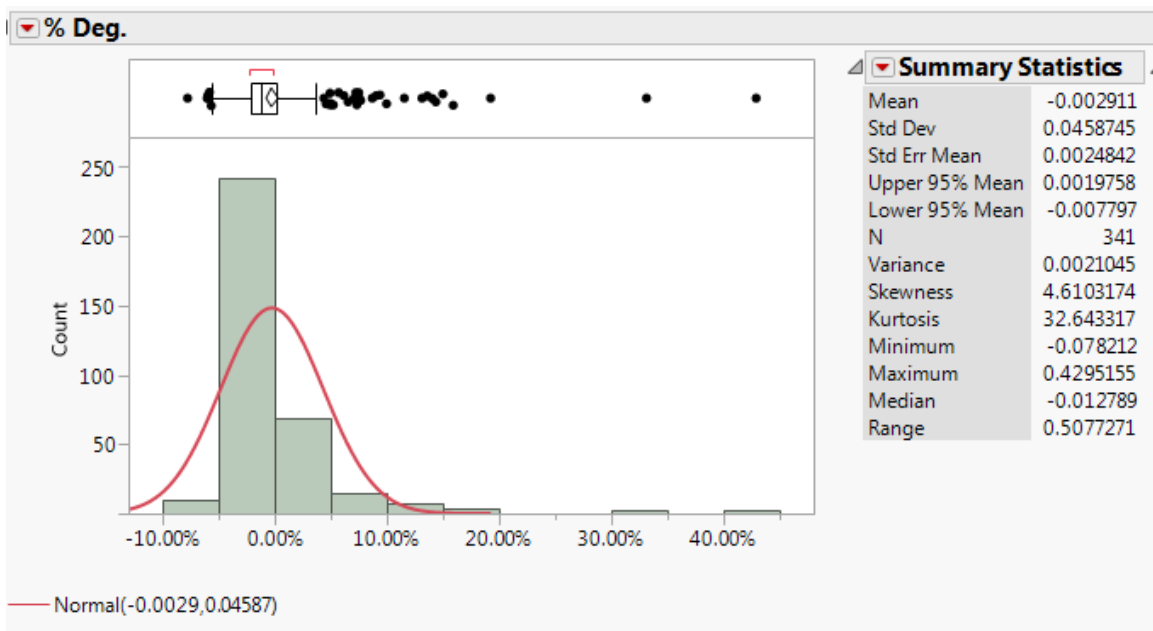 % Deg.
250
200
150
100
50
Count
-10.00% 0.00% 10.00% 20.00% 30.00% 40.00%
Normal(-0.0029,0.04587)
Summary Statistics
Mean -0.002911
Std Dev 0.0458745
Std Err Mean 0.0024842
Upper 95% Mean 0.0019758
Lower 95% Mean -0.007797
N 341
Variance 0.0021045
Skewness 4.6103174
Kurtosis 32.643317
Minimum -0.078212
Maximum 0.4295155
Median -0.012789
Range 0.5077271